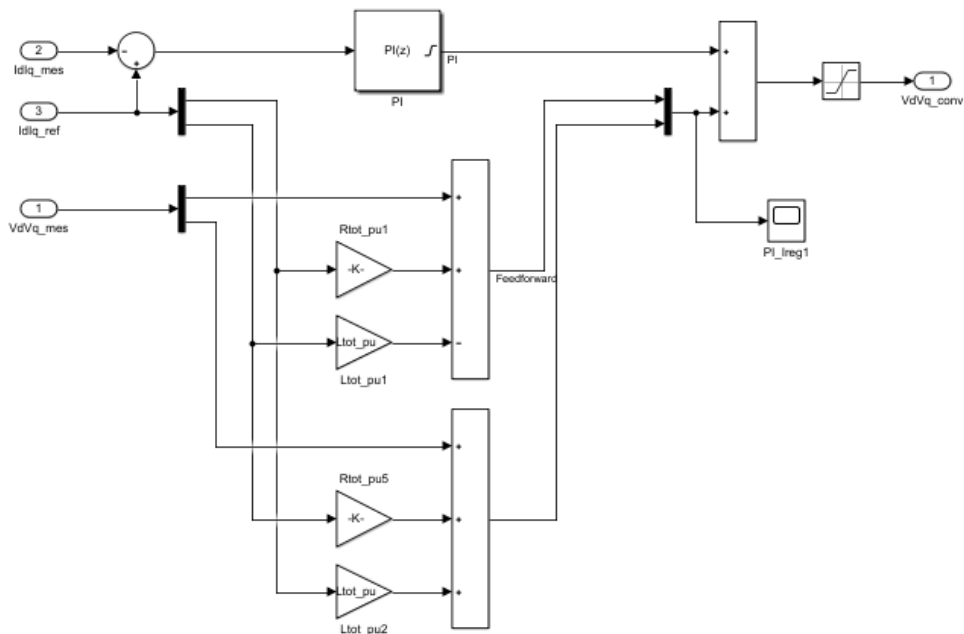 2
IdIq_mes
-
+
PI(z)
PI
PI
+
+
1
VdVq_conv
3
IdIq_ref
1
VdVq_mes
PI_Ireg1
Rtot_pu1
-K-
+
+
-
Feedforward
Ltot_pu
Ltot_pu1
Rtot_pu5
-K-
+
+
+
Ltot_pu
Ltot_pu2